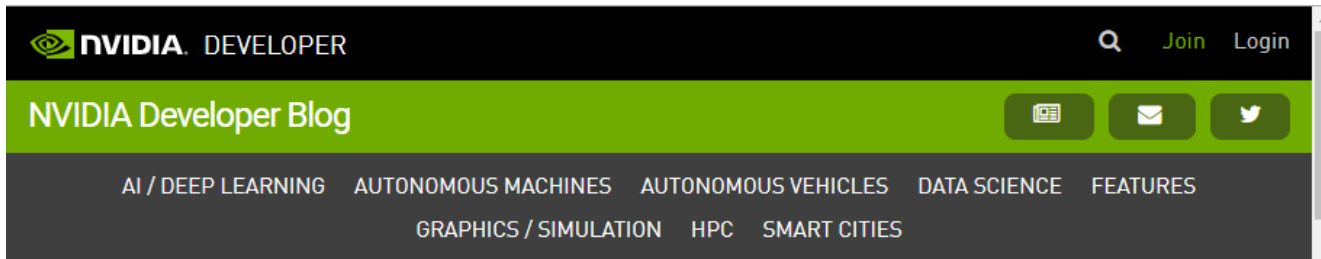 NVIDIA. DEVELOPER Join Login
NVIDIA Developer Blog
AI / DEEP LEARNING AUTONOMOUS MACHINES AUTONOMOUS VEHICLES DATA SCIENCE FEATURES
GRAPHICS / SIMULATION HPC SMART CITIES